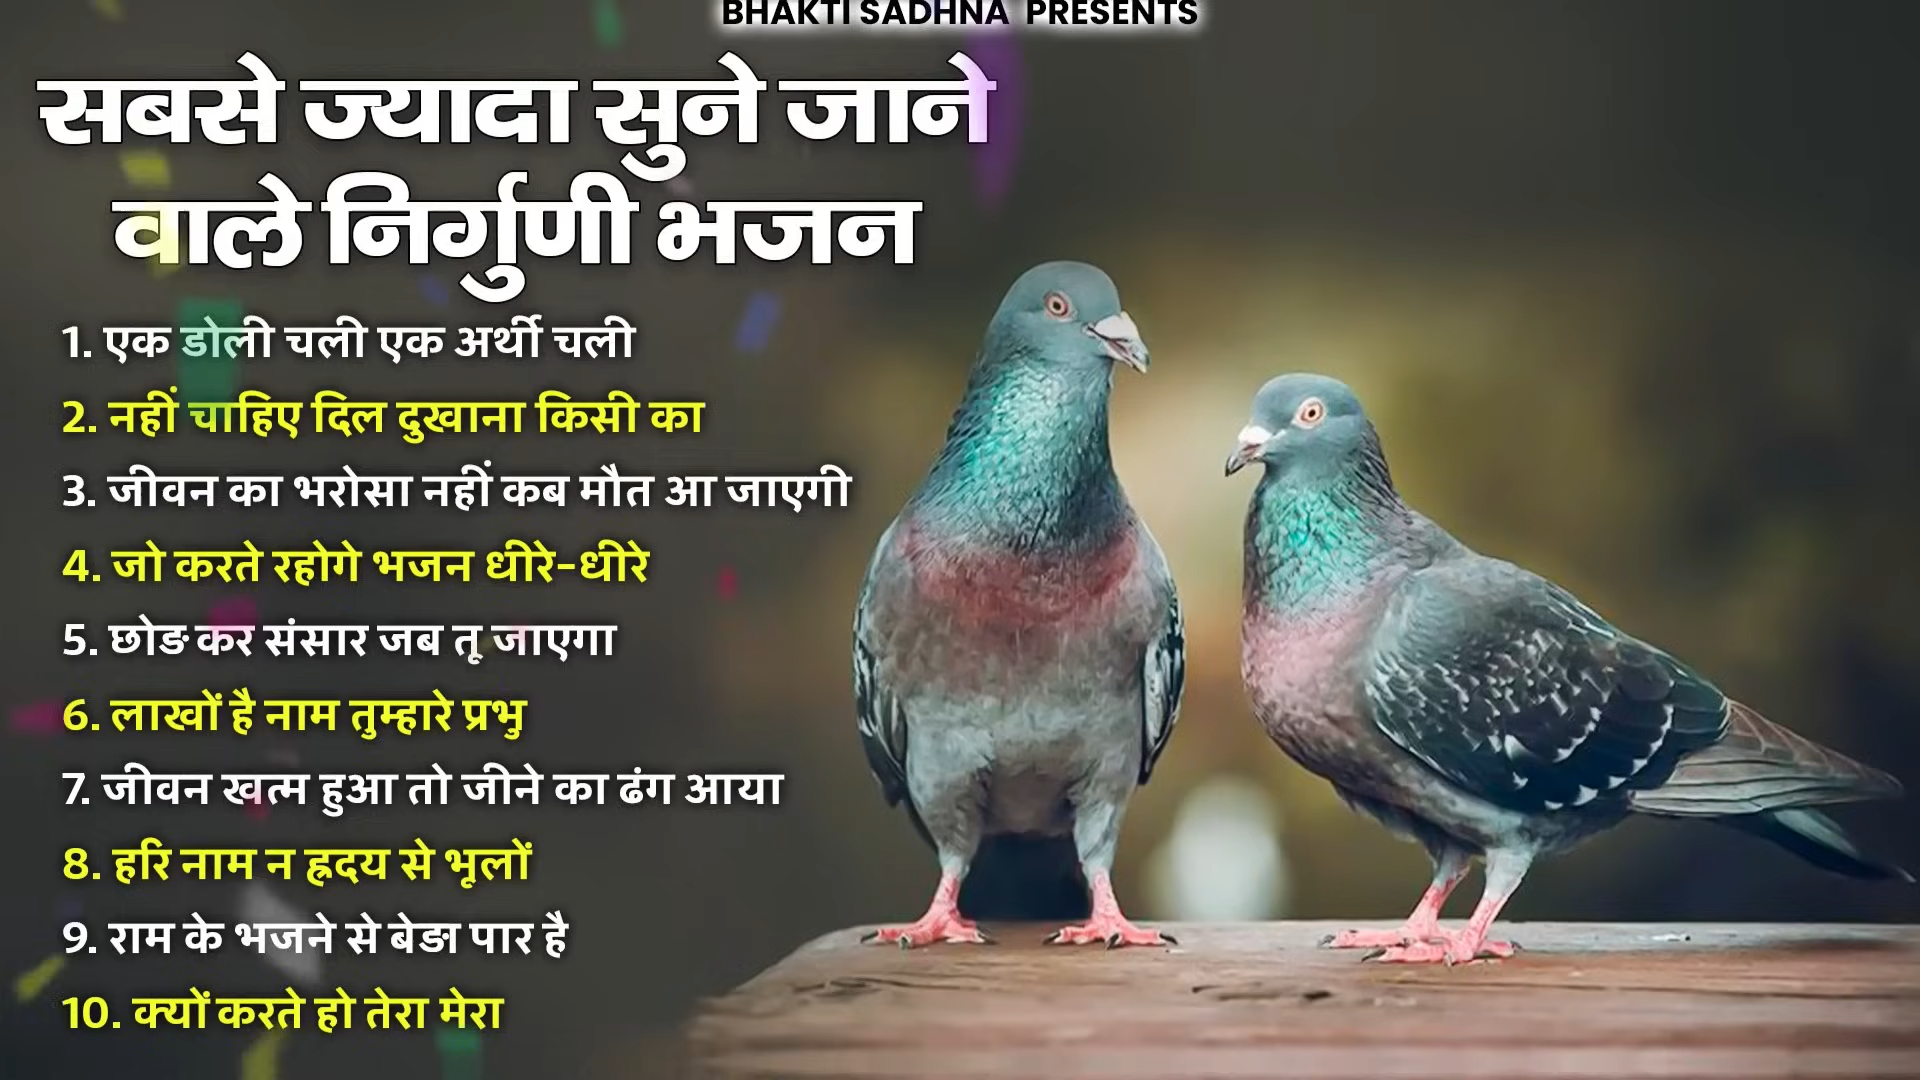 BHAKTI SADHNA PRESENTS
सबसे ज्यादा सुने जाने
वाले निर्गुणी भजन
1. एक डोली चली एक अर्थी चली
2. नहीं चाहिए दिल दुखाना किसी का
3. जीवन का भरोसा नहीं कब मौत आ जाएगी
4. जो करते रहोगे भजन धीरे-धीरे
5. छोड कर संसार जब तू जाएगा
6. लाखों है नाम तुम्हारे प्रभु
7. जीवन खत्म हुआ तो जीने का ढंग आया
8. हरि नाम न ह्रदय से भूलों
9. राम के भजने से बेडा पार है
10. क्यों करते हो तेरा मेरा